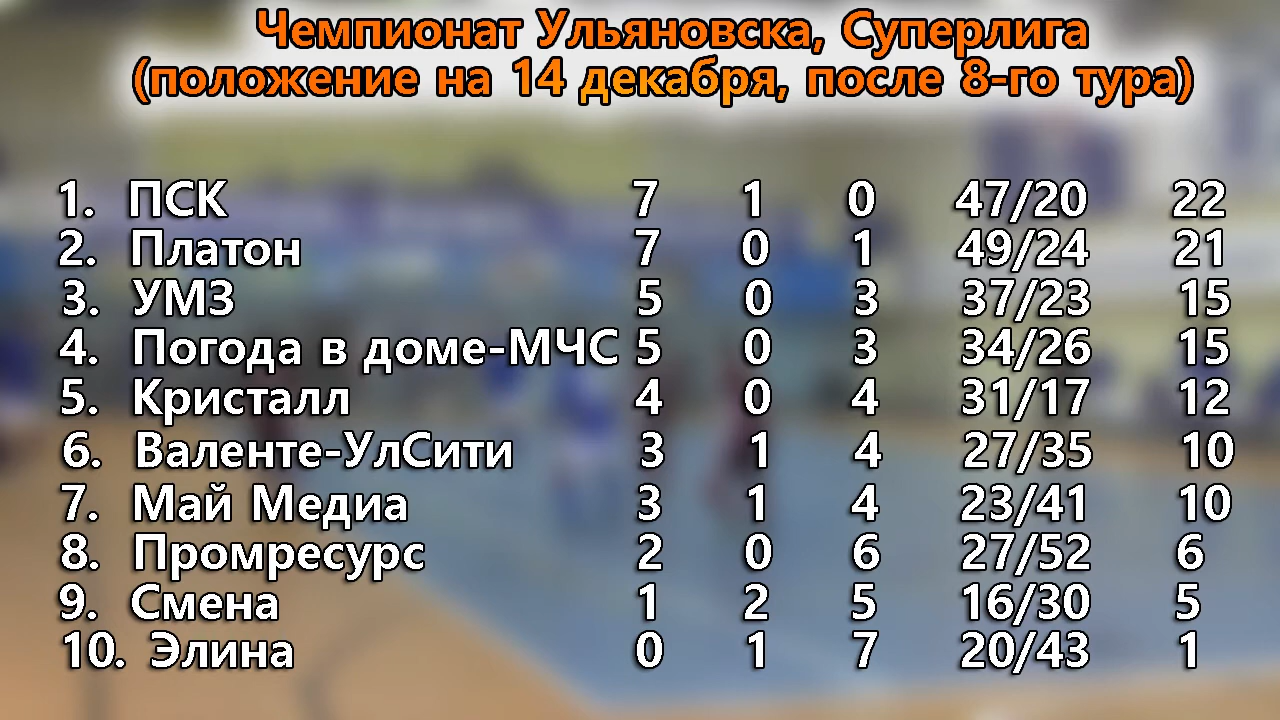 Чемпионат Ульяновска, Суперлига
(положение на 14 декабря, после 8-го тура)
1. ПСК 7 1 0 47/20 22
2. Платон 7 0 1 49/24 21
3. УМЗ 5 0 3 37/23 15
4. Погода в доме-МЧС 5 0 3 34/26 15
5. Кристалл 4 0 4 31/17 12
6. Валенте-УлСити 3 1 4 27/35 10
7. Май Медиа 3 1 4 23/41 10
8. Промресурс 2 0 6 27/52 6
9. Смена 1 2 5 16/30 5
10. Элина 0 1 7 20/43 1